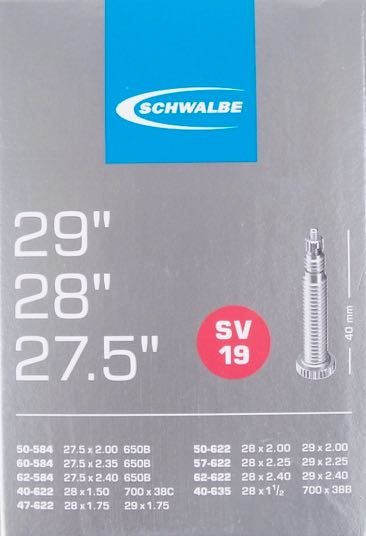 SCHWALBE
29"
28"
27.5"
SV
19
40 mm
50-584 27.5 x 2.00 650B
60-584 27.5 x 2.35 650B
62-584 27.5 x 2.40 650B
40-622 28 x 1.50 700 x 38C
47-622 28 x 1.75 29 x 1.75
50-622 28 x 2.00 29 x 2.00
57-622 28 x 2.25 29 x 2.25
62-622 28 x 2.40 29 x 2.40
40-635 28 x 1 1/2 700 x 38B